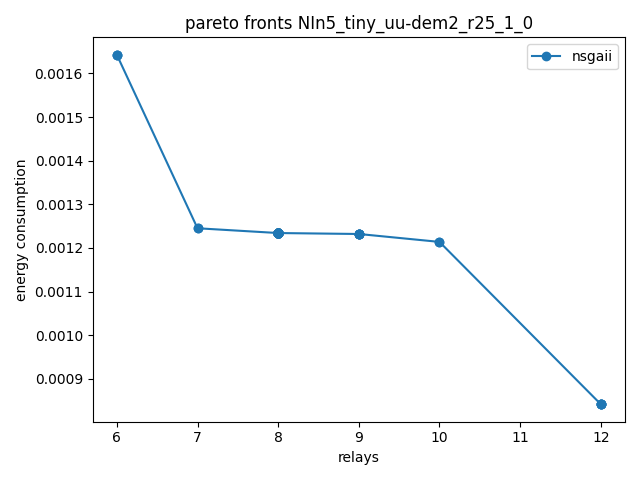 pareto fronts NIn5_tiny_uu-dem2_r25_1_0
nsgaii
energy consumption
0.0016
0.0015
0.0014
0.0013
0.0012
0.0011
0.0010
0.0009
6 7 8 9 10 11 12
relays